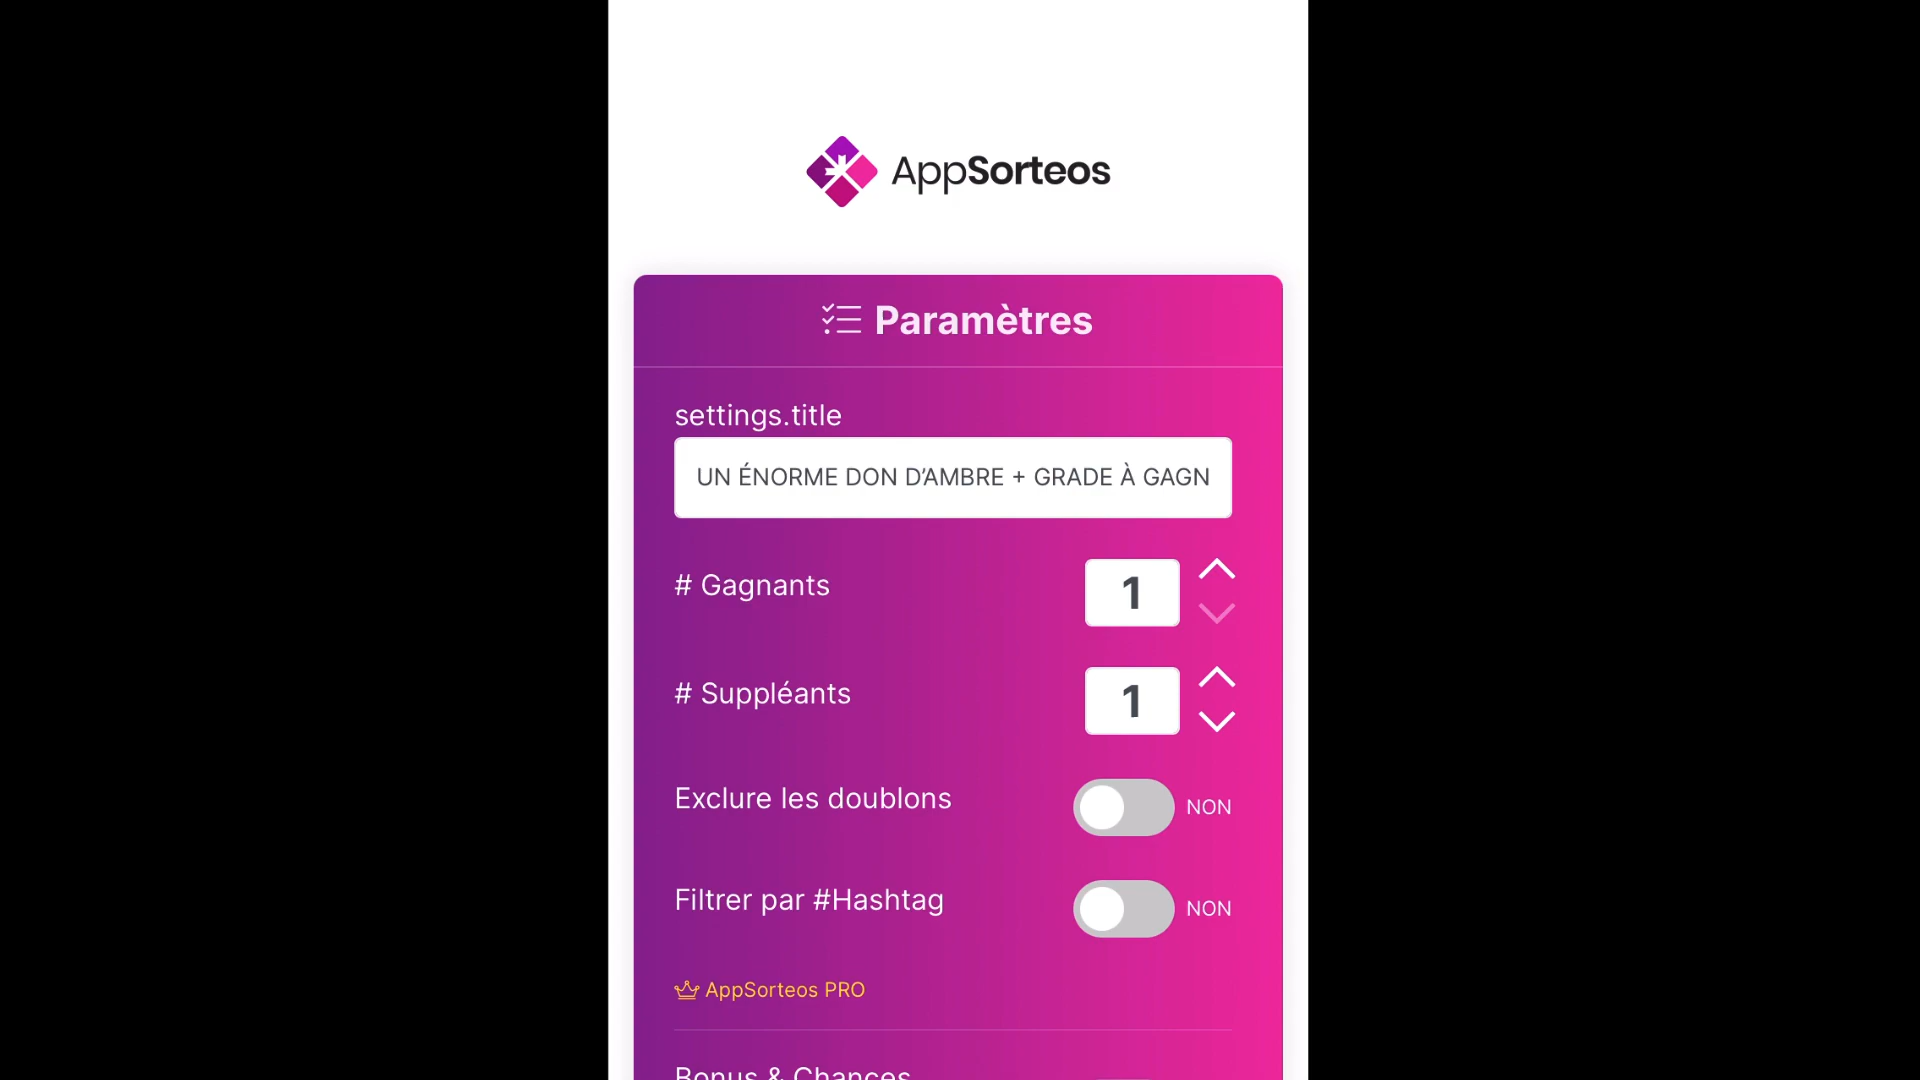 AppSorteos
Paramètres
settings.title
UN ÉNORME DON D’AMBRE + GRADE À GAGN
# Gagnants
1
# Suppléants
1
Exclure les doublons
NON
Filtrer par #Hashtag
NON
AppSorteos PRO
Bonus & Chances